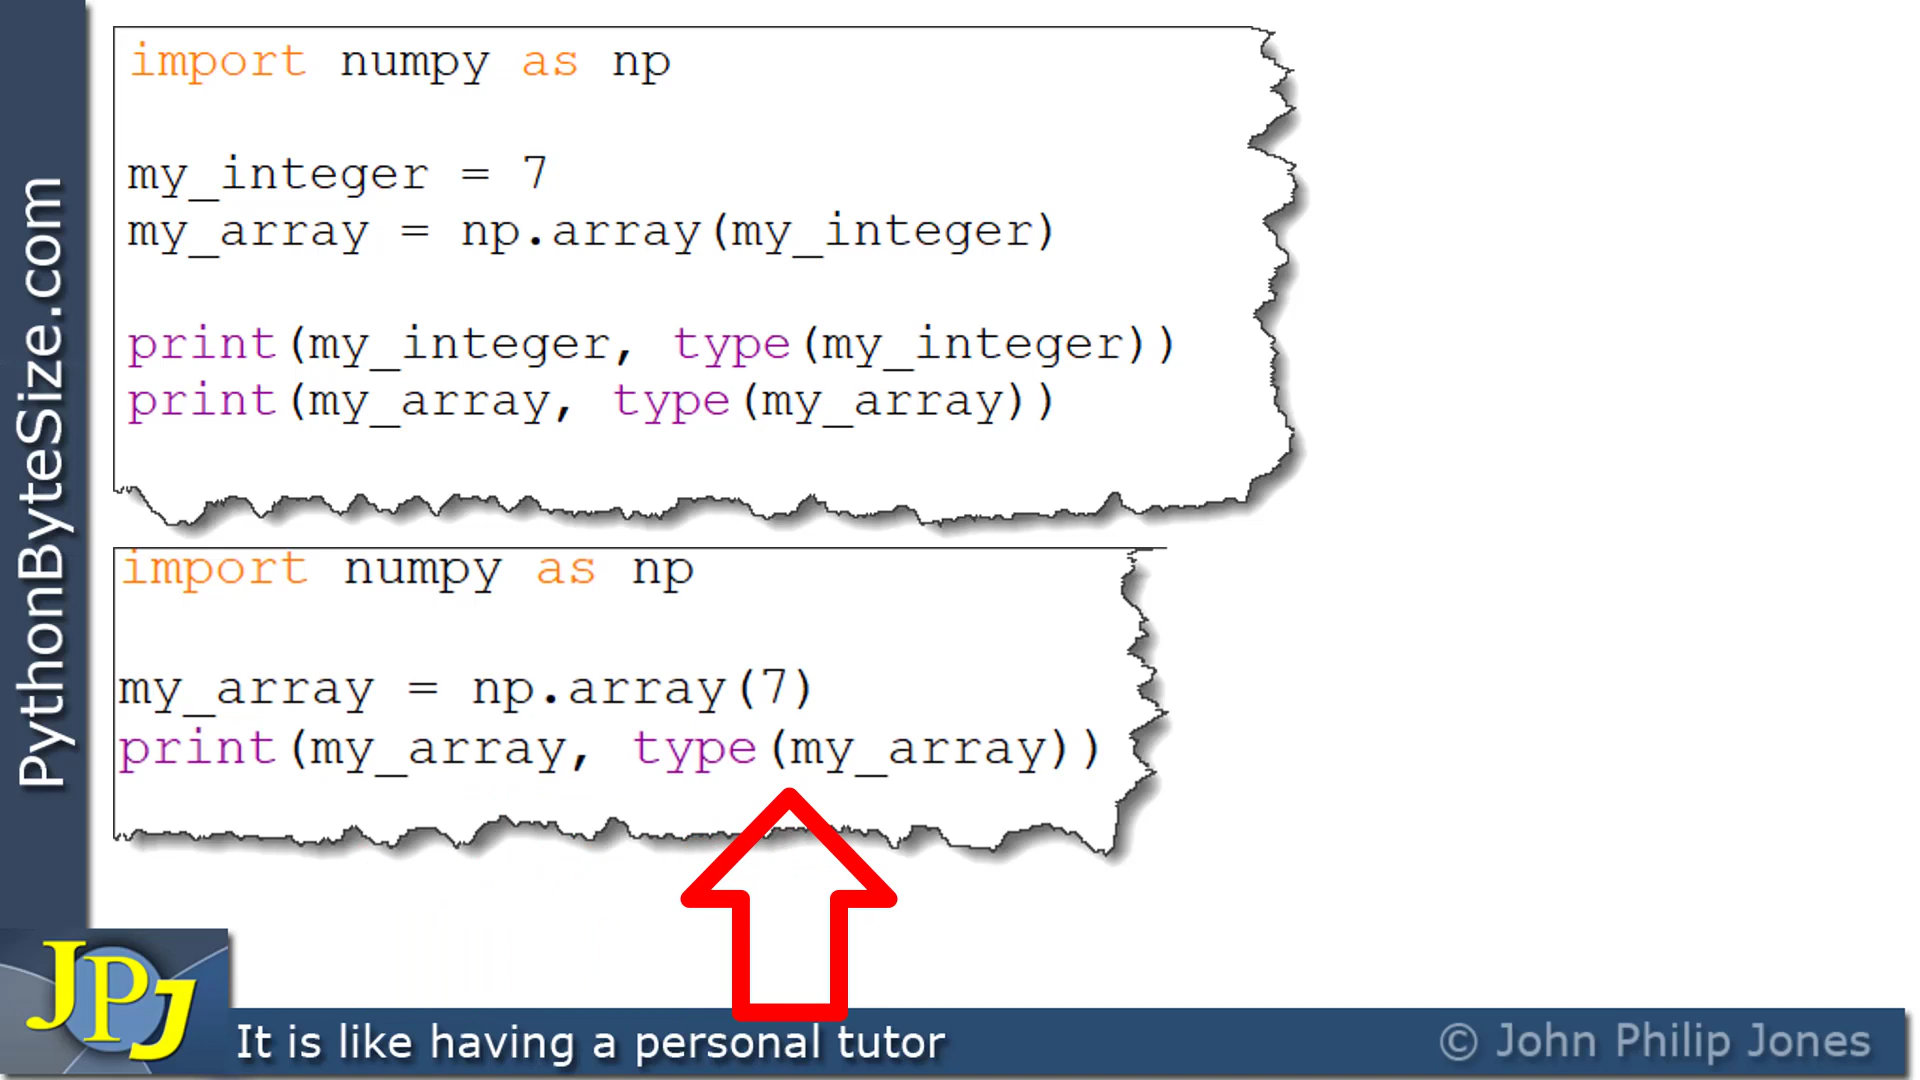 PythonByteSize.com
import numpy as np
my_integer = 7
my_array = np.array(my_integer)
print(my_integer, type(my_integer))
print(my_array, type(my_array))
import numpy as np
my_array = np.array(7)
print(my_array, type(my_array))
JPJ
It is like having a personal tutor
© John Philip Jones